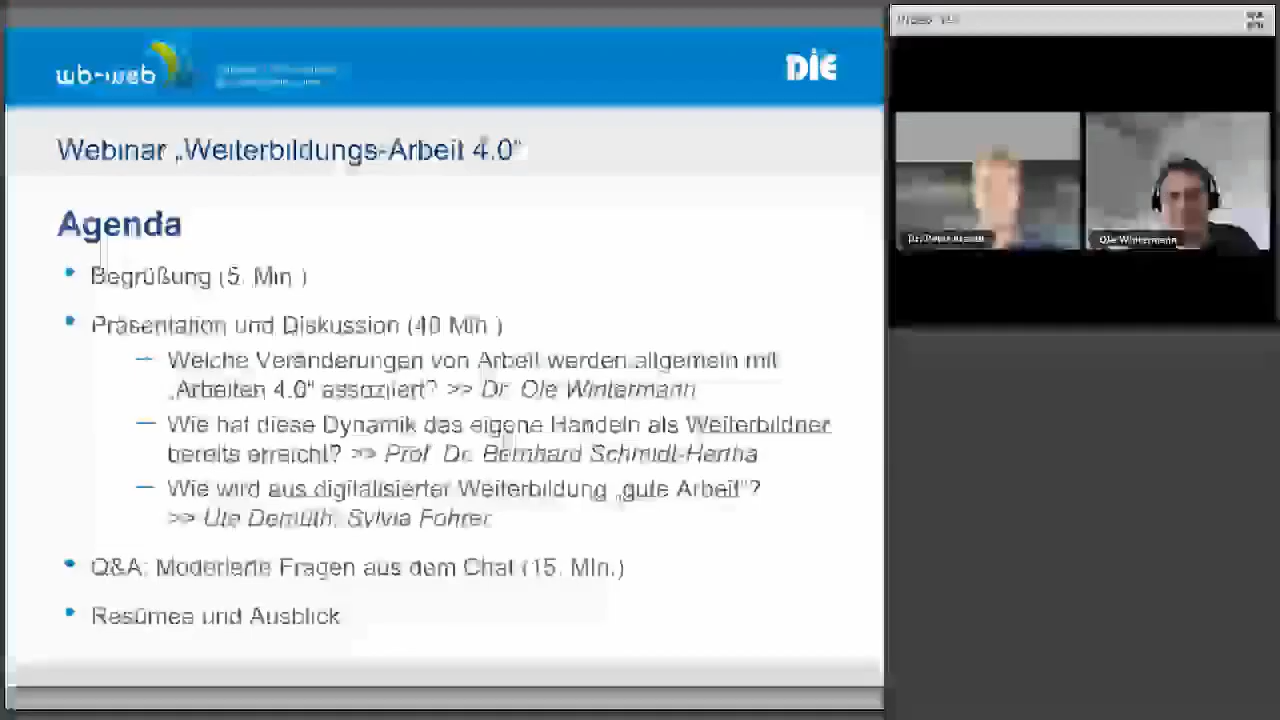 wb-web
DIE
Webinar „Weiterbildungs-Arbeit 4.0“
Agenda
Begrüßung (5. Min.)
Präsentation und Diskussion (40 Min.)
Welche Veränderungen von Arbeit werden allgemein mit
„Arbeiten 4.0“ assoziiert? >> Dr. Ole Wintermann
Wie hat diese Dynamik das eigene Handeln als Weiterbildner
bereits erreicht? >> Prof. Dr. Bernhard Schmidt-Hertha
Wie wird aus digitalisierter Weiterbildung „gute Arbeit“?
>> Ute Demuth, Sylvia Fohrer
Q&A: Moderierte Fragen aus dem Chat (15. Min.)
Resümee und Ausblick
Dr. Peter
Ole Wintermann